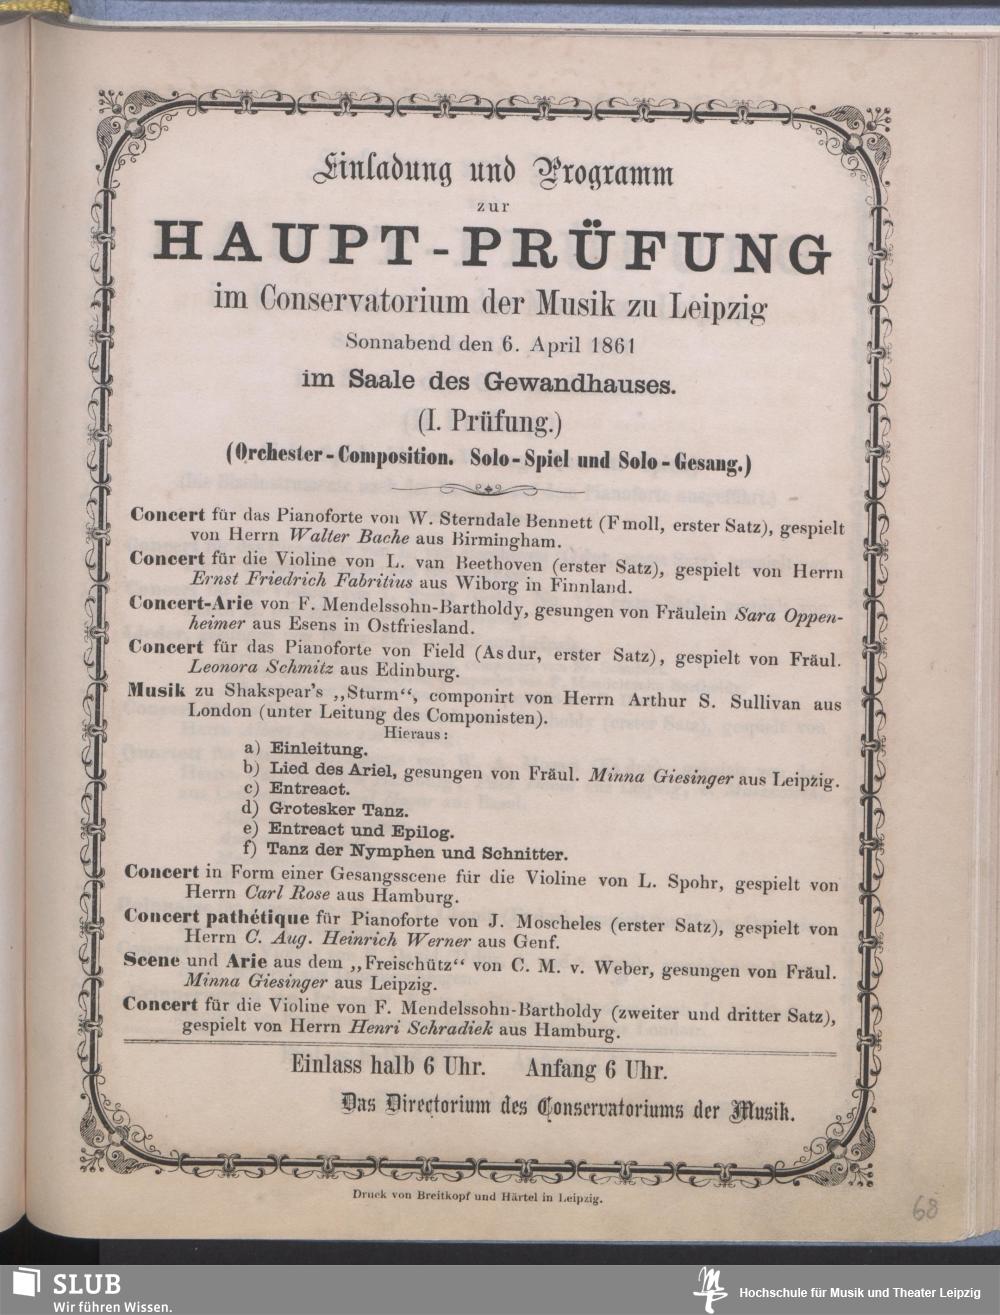 Einladung und Programm
zur
HAUPT-PRÜFUNG
im Conservatorium der Musik zu Leipzig
Sonnabend den 6. April 1861
im Saale des Gewandhauses.
(I. Prüfung.)
(Orchester-Composition. Solo-Spiel und Solo-Gesang.)
Concert für das Pianoforte von W. Sterndale Bennett (F moll, erster Satz), gespielt
von Herrn Walter Bache aus Birmingham.
Concert für die Violine von L. van Beethoven (erster Satz), gespielt von Herrn
Ernst Friedrich Fabritius aus Wiborg in Finnland.
Concert-Arie von F. Mendelssohn-Bartholdy, gesungen von Fräulein Sara Oppen-
heimer aus Esens in Ostfriesland.
Concert für das Pianoforte von Field (As dur, erster Satz), gespielt von Fräul.
Leonora Schmitz aus Edinburg.
Musik zu Shakspear's „Sturm“, componirt von Herrn Arthur S. Sullivan aus
London (unter Leitung des Componisten).
Hieraus:
a) Einleitung.
b) Lied des Ariel, gesungen von Fräul. Minna Giesinger aus Leipzig.
c) Entreact.
d) Grotesker Tanz.
e) Entreact und Epilog.
f) Tanz der Nymphen und Schnitter.
Concert in Form einer Gesangsscene für die Violine von L. Spohr, gespielt von
Herrn Carl Rose aus Hamburg.
Concert pathétique für Pianoforte von J. Moscheles (erster Satz), gespielt von
Herrn C. Aug. Heinrich Werner aus Genf.
Scene und Arie aus dem „Freischütz“ von C. M. v. Weber, gesungen von Fräul.
Minna Giesinger aus Leipzig.
Concert für die Violine von F. Mendelssohn-Bartholdy (zweiter und dritter Satz),
gespielt von Herrn Henri Schradiek aus Hamburg.
Einlass halb 6 Uhr. Anfang 6 Uhr.
Das Directorium des Conservatoriums der Musik.
Druck von Breitkopf und Härtel in Leipzig.
68
SLUB
Wir führen Wissen.
Hochschule für Musik und Theater Leipzig